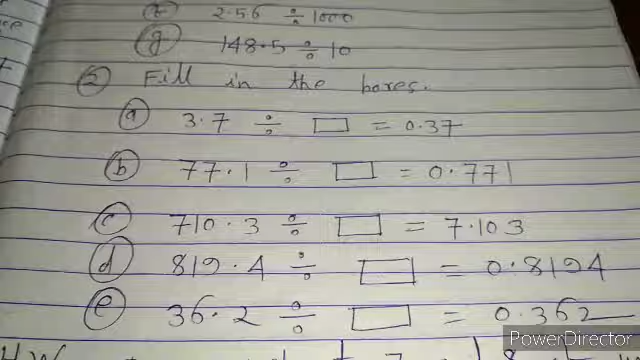 2.56 ÷ 1000
(g) 148.5 ÷ 10
(2) Fill in the boxes.
(a) 3.7 ÷ □ = 0.37
(b) 77.1 ÷ □ = 0.771
(c) 710.3 ÷ □ = 7.103
(d) 819.4 ÷ □ = 0.8194
(e) 36.2 ÷ □ = 0.362
PowerDirector
H.W